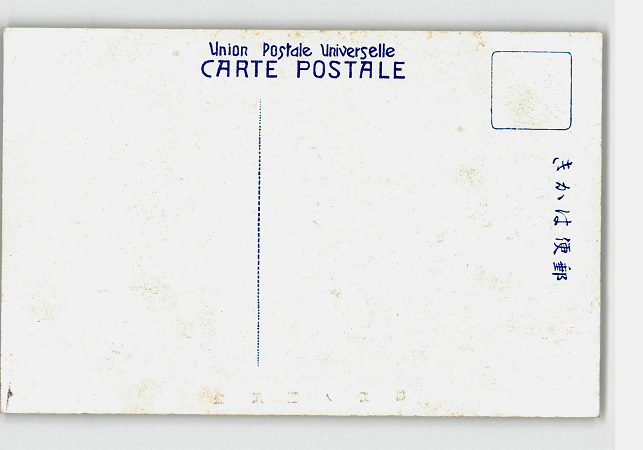 Union Postale Universelle
CARTE POSTALE
きかは便郵